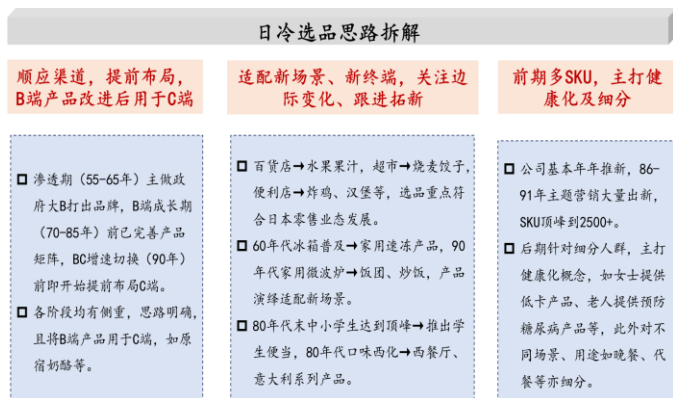 日冷选品思路拆解
顺应渠道，提前布局，
B端产品改进后用于C端
渗透期（55-65年）主做政
府大B打出品牌，B端成长期
（70-85年）前已完善产品
矩阵，BC增速切换（90年）
前即开始提前布局C端。
各阶段均有侧重，思路明确，
且将B端产品用于C端，如原
宿奶酪等。
适配新场景、新终端，关注边
际变化、跟进拓新
百货店→水果果汁，超市→烧麦饺子，
便利店→炸鸡、汉堡等，选品重点符
合日本零售业态发展。
60年代冰箱普及→家用速冻产品，90
年代家用微波炉→饭团、炒饭，产品
演绎适配新场景。
80年代末中小学生达到顶峰→推出学
生便当，80年代口味西化→西餐厅、
意大利系列产品。
前期多SKU，主打健
康化及细分
公司基本年年推新，86-
91年主题营销大量出新，
SKU顶峰到2500+。
后期针对细分人群，主打
健康化概念，如女士提供
低卡产品、老人提供预防
糖尿病产品等，此外对不
同场景、用途如晚餐、代
餐等亦细分。